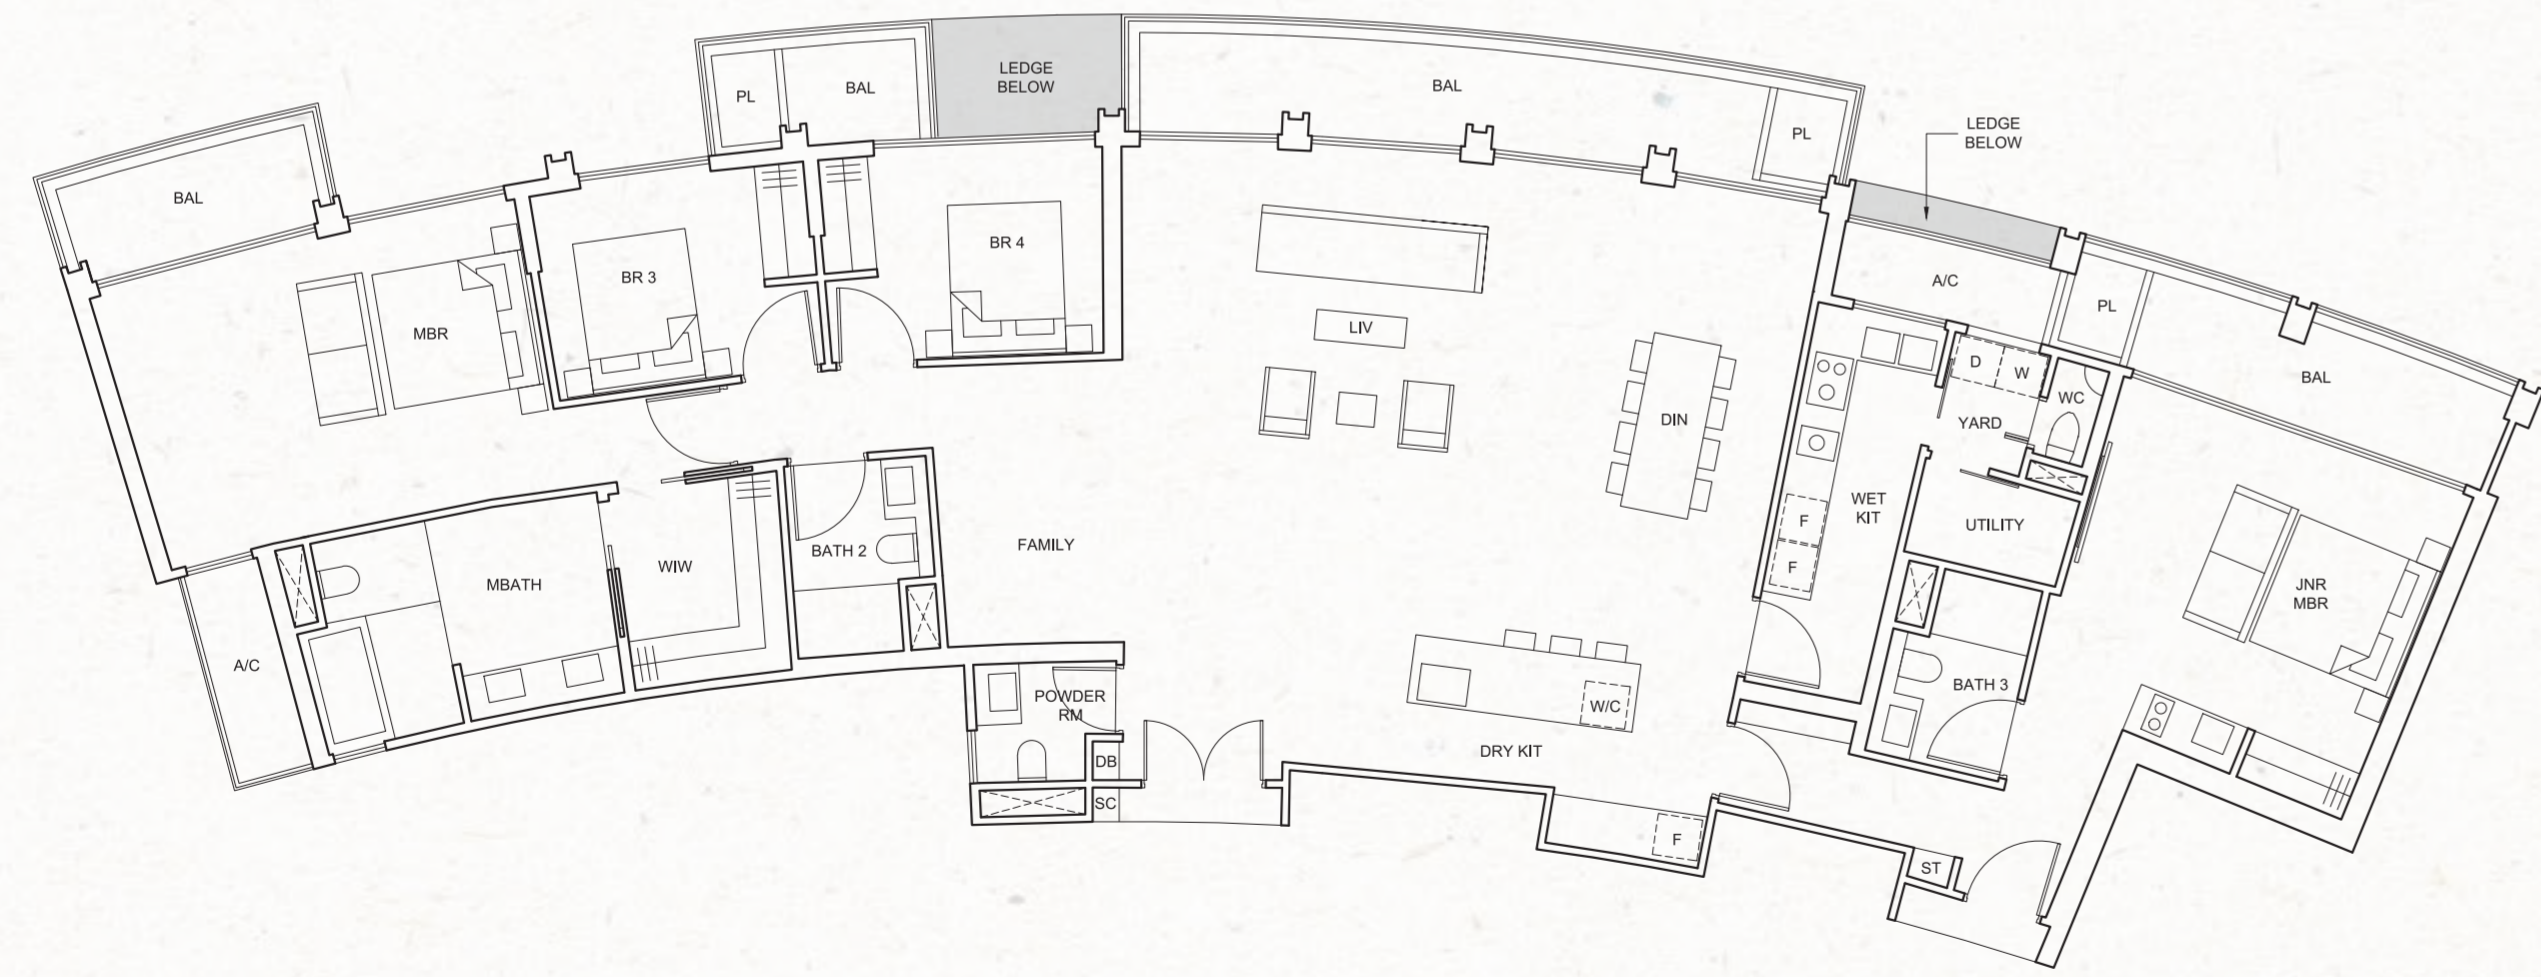 LEDGE
BELOW
BAL
PL
BAL
PL
LEDGE
BELOW
BAL
BR 4
BR 3
MBR
LIV
DIN
A/C
PL
BAL
D
W
WC
YARD
WET
KIT
F
F
UTILITY
JNR
MBR
FAMILY
BATH 2
WIW
MBATH
A/C
POWDER
RM
DB
SC
W/C
DRY KIT
F
BATH 3
ST